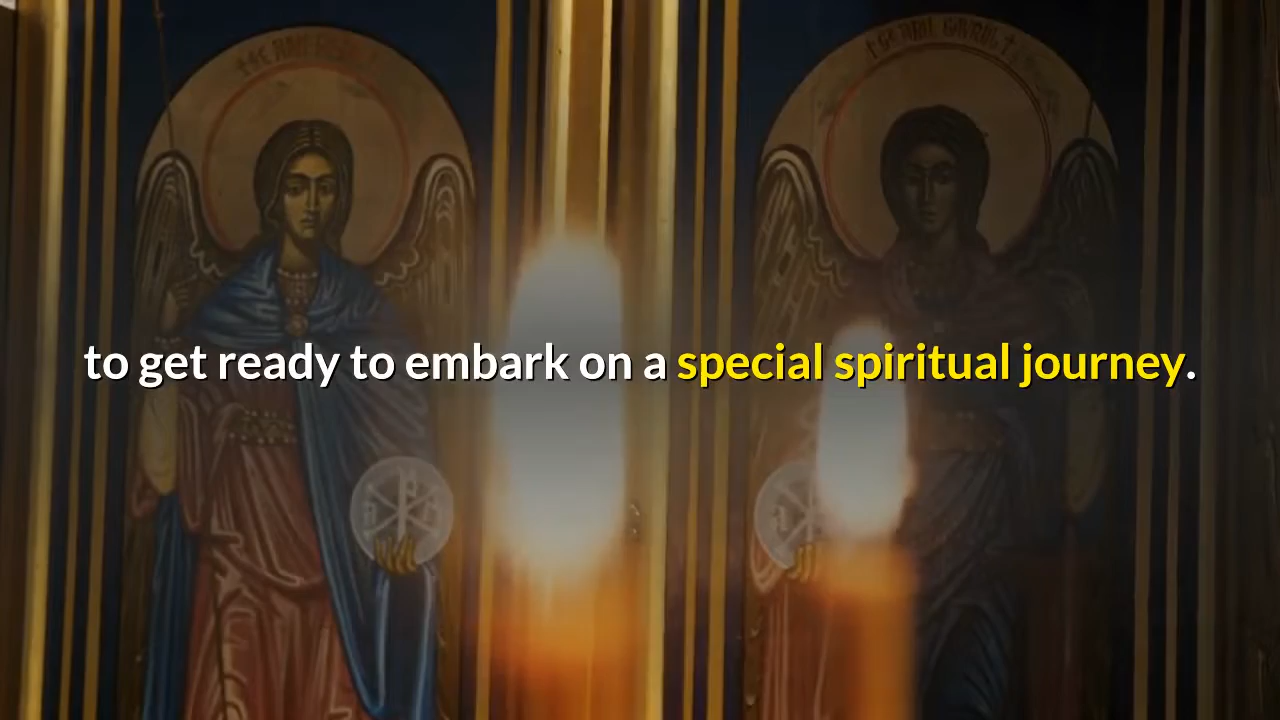 to get ready to embark on a special spiritual journey.